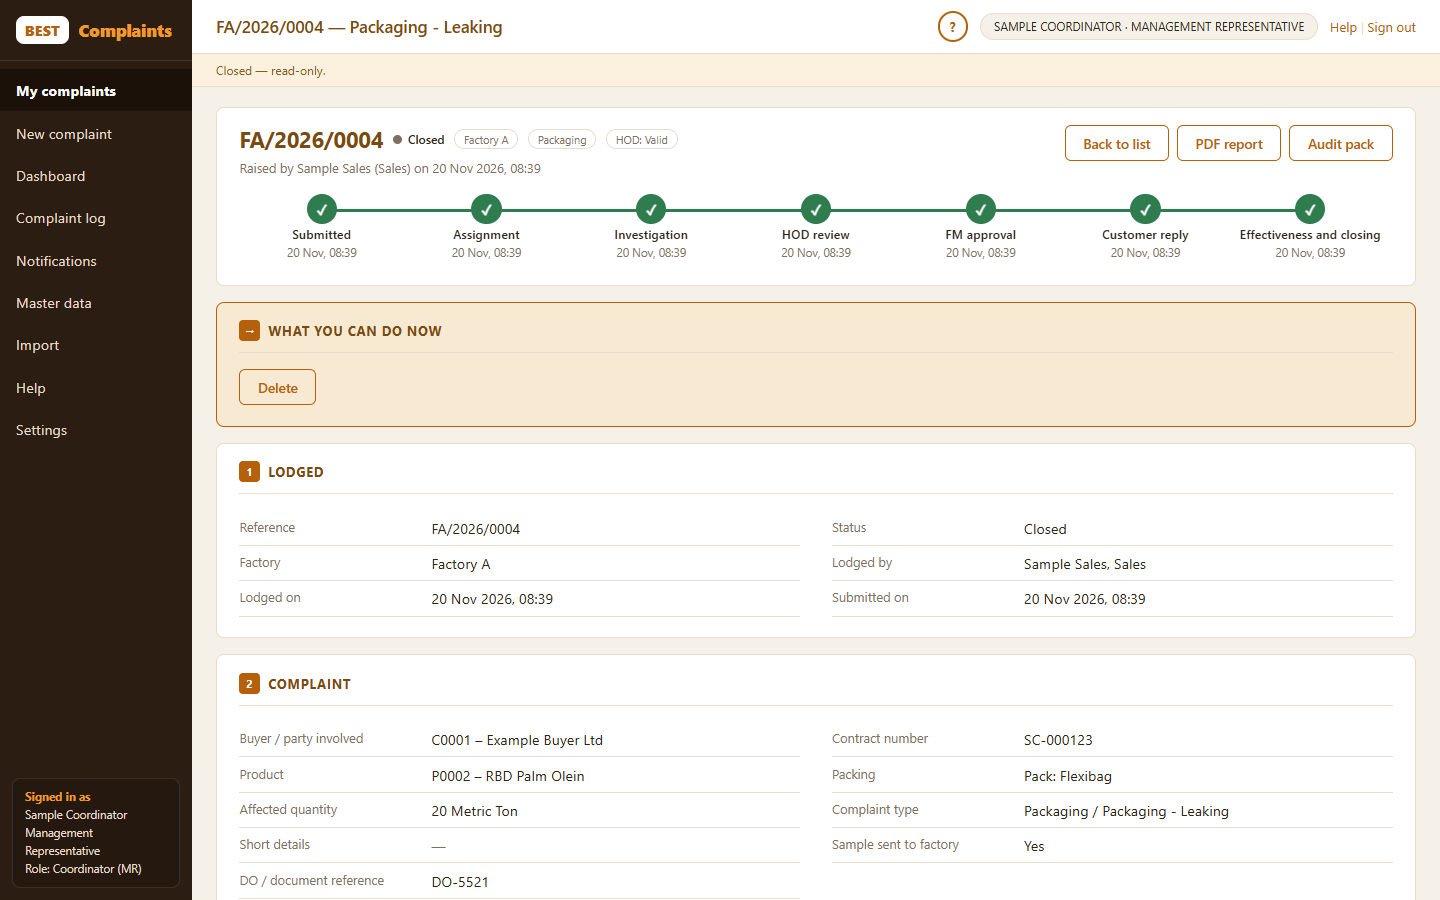 BEST Complaints
My complaints
New complaint
Dashboard
Complaint log
Notifications
Master data
Import
Help
Settings
Signed in as
Sample Coordinator
Management
Representative
Role: Coordinator (MR)
FA/2026/0004 — Packaging - Leaking
?
SAMPLE COORDINATOR · MANAGEMENT REPRESENTATIVE
Help | Sign out
Closed — read-only.
FA/2026/0004 Closed Factory A Packaging HOD: Valid
Back to list PDF report Audit pack
Raised by Sample Sales (Sales) on 20 Nov 2026, 08:39
✓ ✓ ✓ ✓ ✓ ✓ ✓
Submitted Assignment Investigation HOD review FM approval Customer reply Effectiveness and closing
20 Nov, 08:39 20 Nov, 08:39 20 Nov, 08:39 20 Nov, 08:39 20 Nov, 08:39 20 Nov, 08:39 20 Nov, 08:39
→ WHAT YOU CAN DO NOW
Delete
1 LODGED
Reference FA/2026/0004 Status Closed
Factory Factory A Lodged by Sample Sales, Sales
Lodged on 20 Nov 2026, 08:39 Submitted on 20 Nov 2026, 08:39
2 COMPLAINT
Buyer / party involved C0001 – Example Buyer Ltd Contract number SC-000123
Product P0002 – RBD Palm Olein Packing Pack: Flexibag
Affected quantity 20 Metric Ton Complaint type Packaging / Packaging - Leaking
Short details — Sample sent to factory Yes
DO / document reference DO-5521